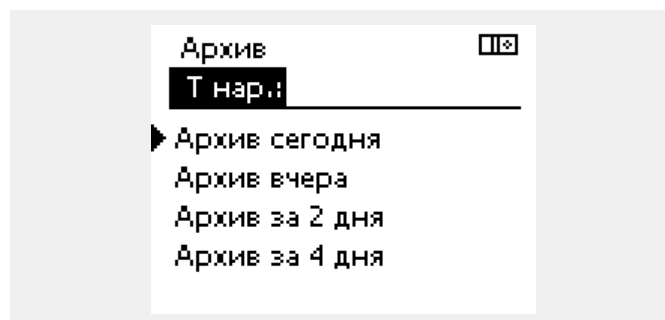 Архив
Т нар.:
Архив сегодня
Архив вчера
Архив за 2 дня
Архив за 4 дня